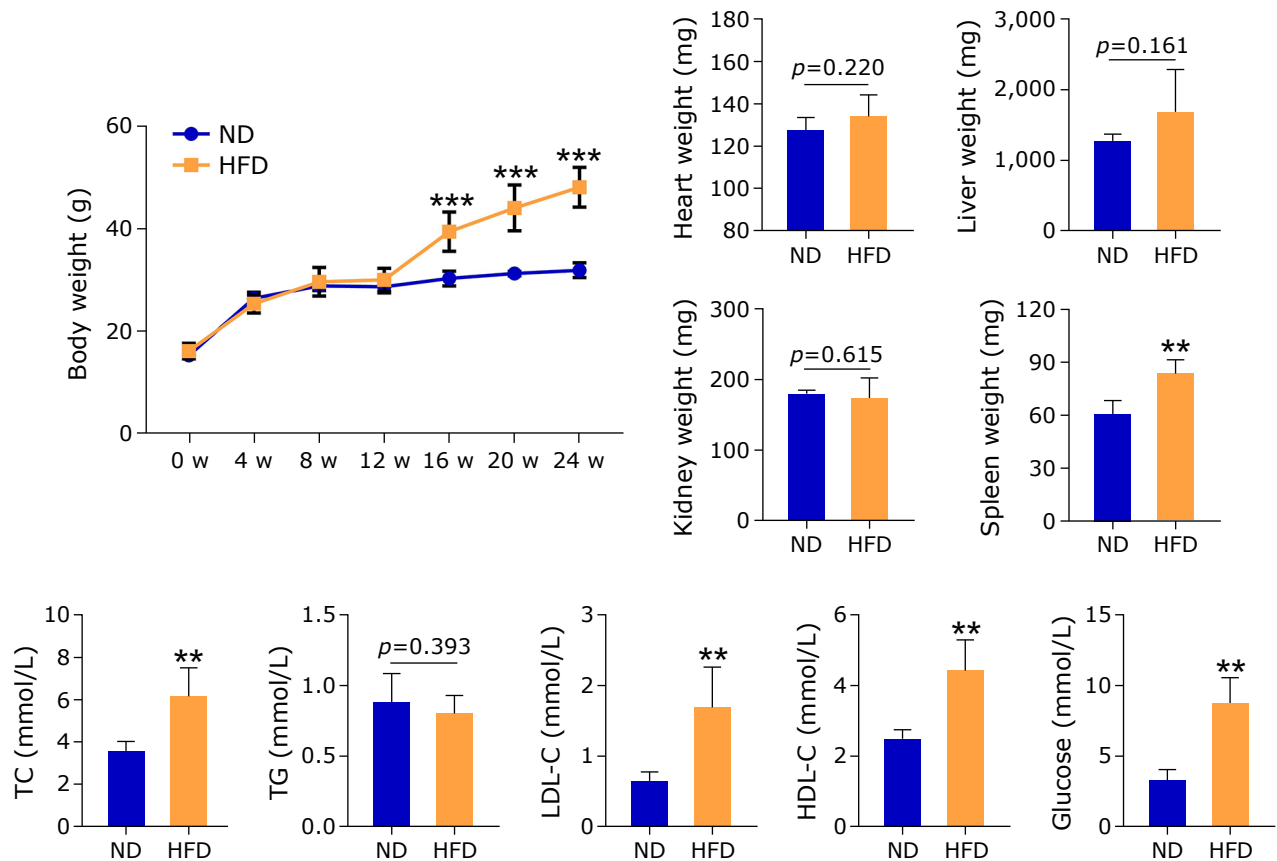 Body weight (g)
60
40
20
0
ND
HFD
***
***
***
0 w 4 w 8 w 12 w 16 w 20 w 24 w
Heart weight (mg)
180
160
140
120
100
80
p=0.220
ND HFD
Liver weight (mg)
3,000
2,000
1,000
0
p=0.161
ND HFD
Kidney weight (mg)
300
200
100
0
p=0.615
ND HFD
Spleen weight (mg)
120
90
60
30
0
**
ND HFD
TC (mmol/L)
10
8
6
4
2
0
**
ND HFD
TG (mmol/L)
1.5
1.0
0.5
0.0
p=0.393
ND HFD
LDL-C (mmol/L)
3
2
1
0
**
ND HFD
HDL-C (mmol/L)
6
4
2
0
**
ND HFD
Glucose (mmol/L)
15
10
5
0
**
ND HFD